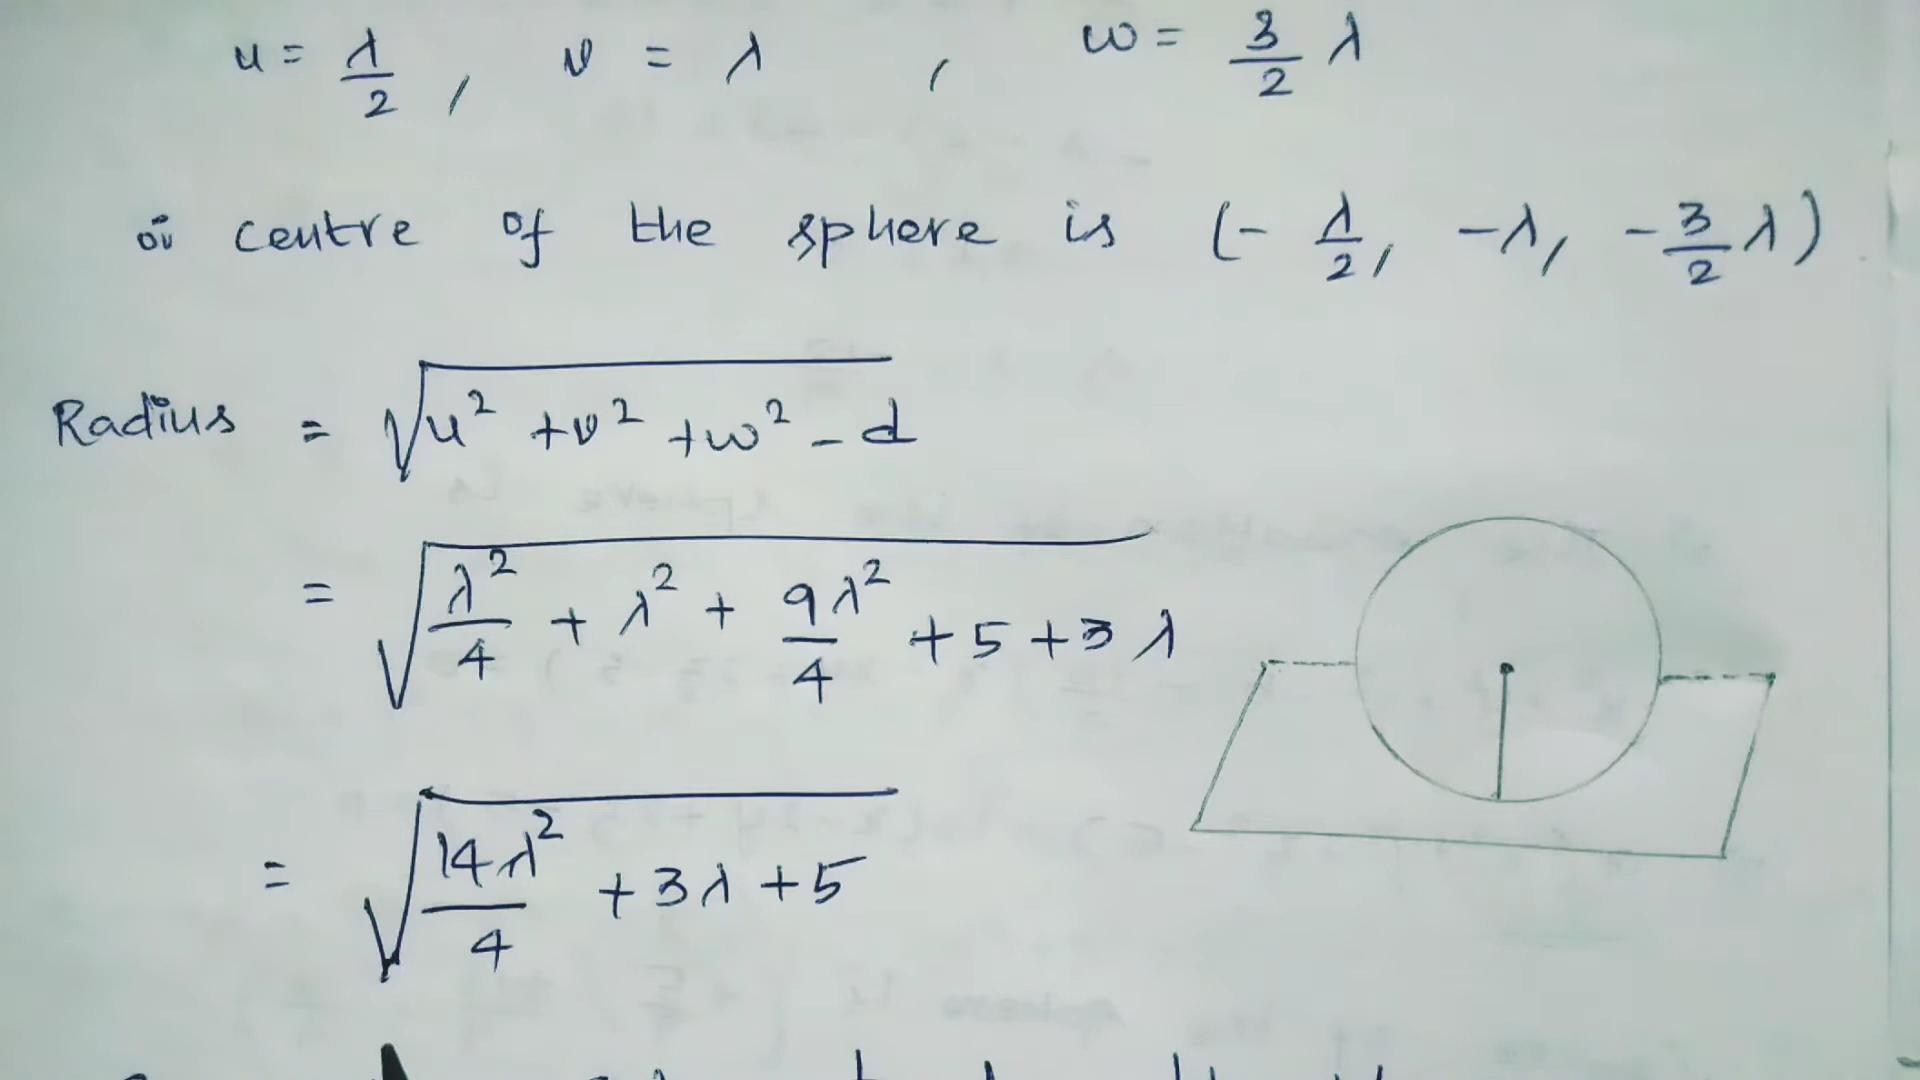 u = λ/2 , v = λ , w = 3/2 λ
∴ centre of the sphere is (- λ/2, -λ, -3/2 λ)
Radius = √(u² + v² + w² - d)
= √(λ²/4 + λ² + 9λ²/4 + 5 + 3λ)
= √(14λ²/4 + 3λ + 5)